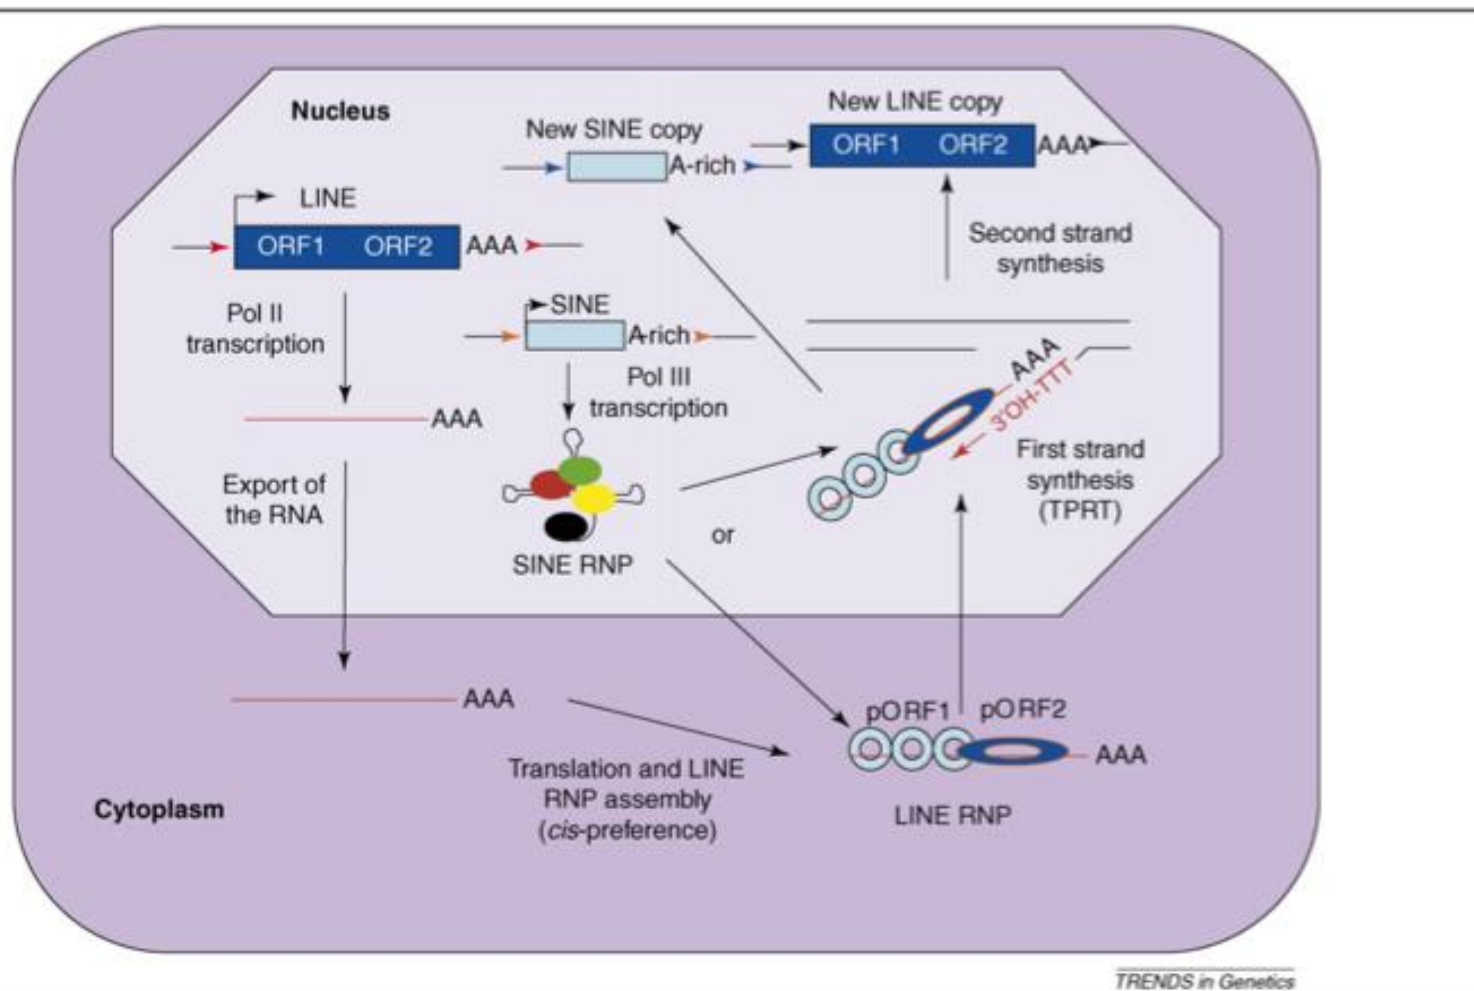 Nucleus
New SINE copy
A-rich
New LINE copy
ORF1 ORF2 AAA
LINE
ORF1 ORF2 AAA
Second strand
synthesis
SINE
A-rich
Pol II
transcription
Pol III
transcription
AAA
AAA
3'OH-TTT
First strand
synthesis
(TPRT)
Export of
the RNA
or
SINE RNP
AAA
pORF1 pORF2
AAA
LINE RNP
Translation and LINE
RNP assembly
(cis-preference)
Cytoplasm
TRENDS in Genetics